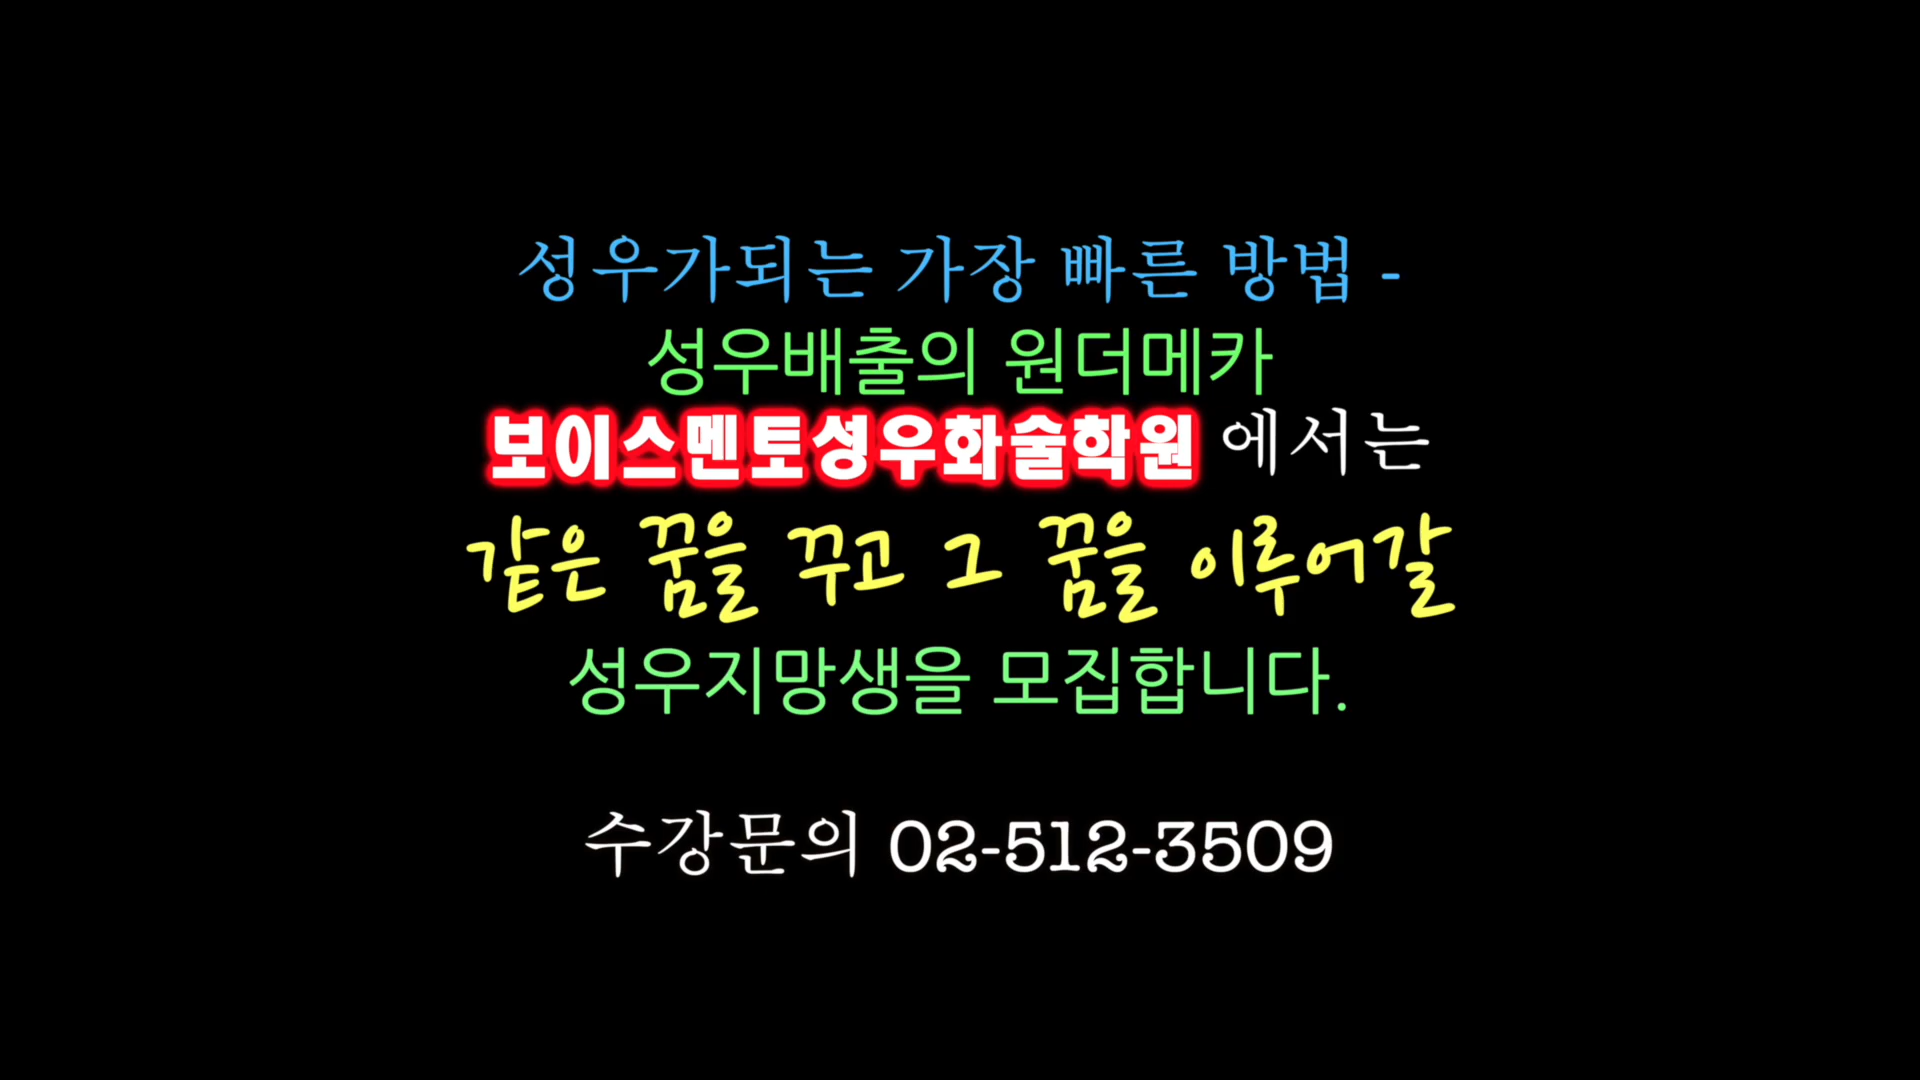 성우가되는 가장 빠른 방법 -
성우배출의 원더메카
보이스멘토성우화술학원 에서는
같은 꿈을 꾸고 그 꿈을 이루어갈
성우지망생을 모집합니다.
수강문의 02-512-3509